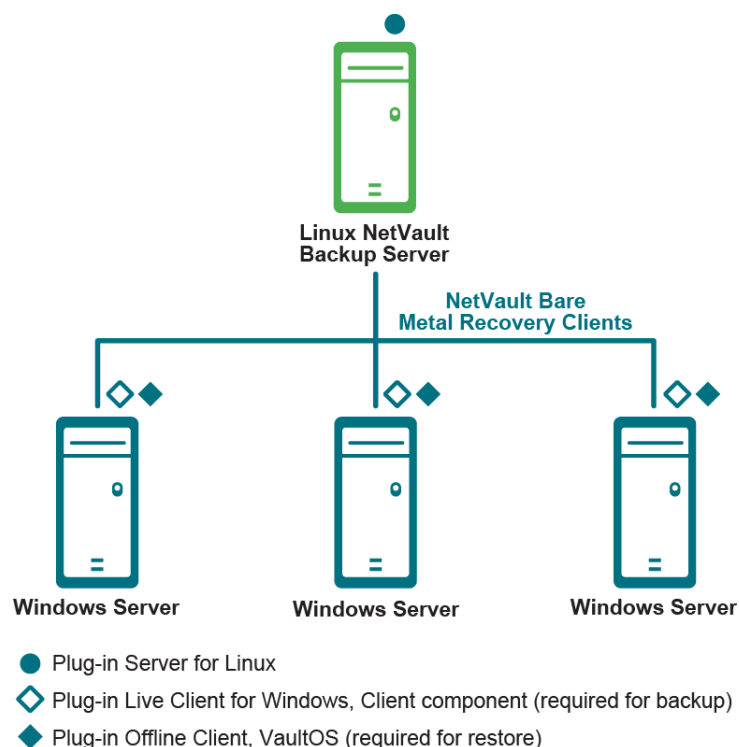 Linux NetVault
Backup Server
NetVault Bare
Metal Recovery Clients
Windows Server
Windows Server
Windows Server
Plug-in Server for Linux
Plug-in Live Client for Windows, Client component (required for backup)
Plug-in Offline Client, VaultOS (required for restore)